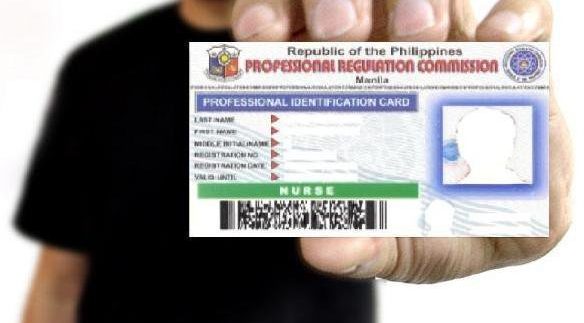 Republic of the Philippines
PROFESSIONAL REGULATION COMMISSION
Manila
PROFESSIONAL IDENTIFICATION CARD
LAST NAME
FIRST NAME
MIDDLE INITIAL/NAME
REGISTRATION NO.
REGISTRATION DATE
VALID UNTIL
NURSE